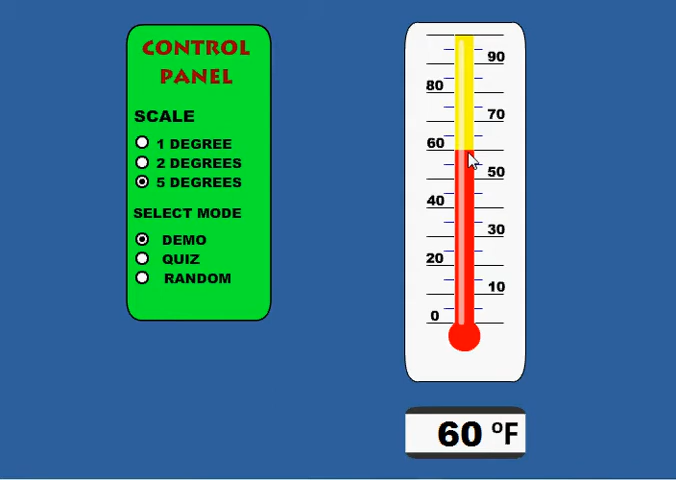 CONTROL
PANEL
SCALE
1 DEGREE
2 DEGREES
5 DEGREES
SELECT MODE
DEMO
QUIZ
RANDOM
90
80
70
60
50
40
30
20
10
0
60 ºF